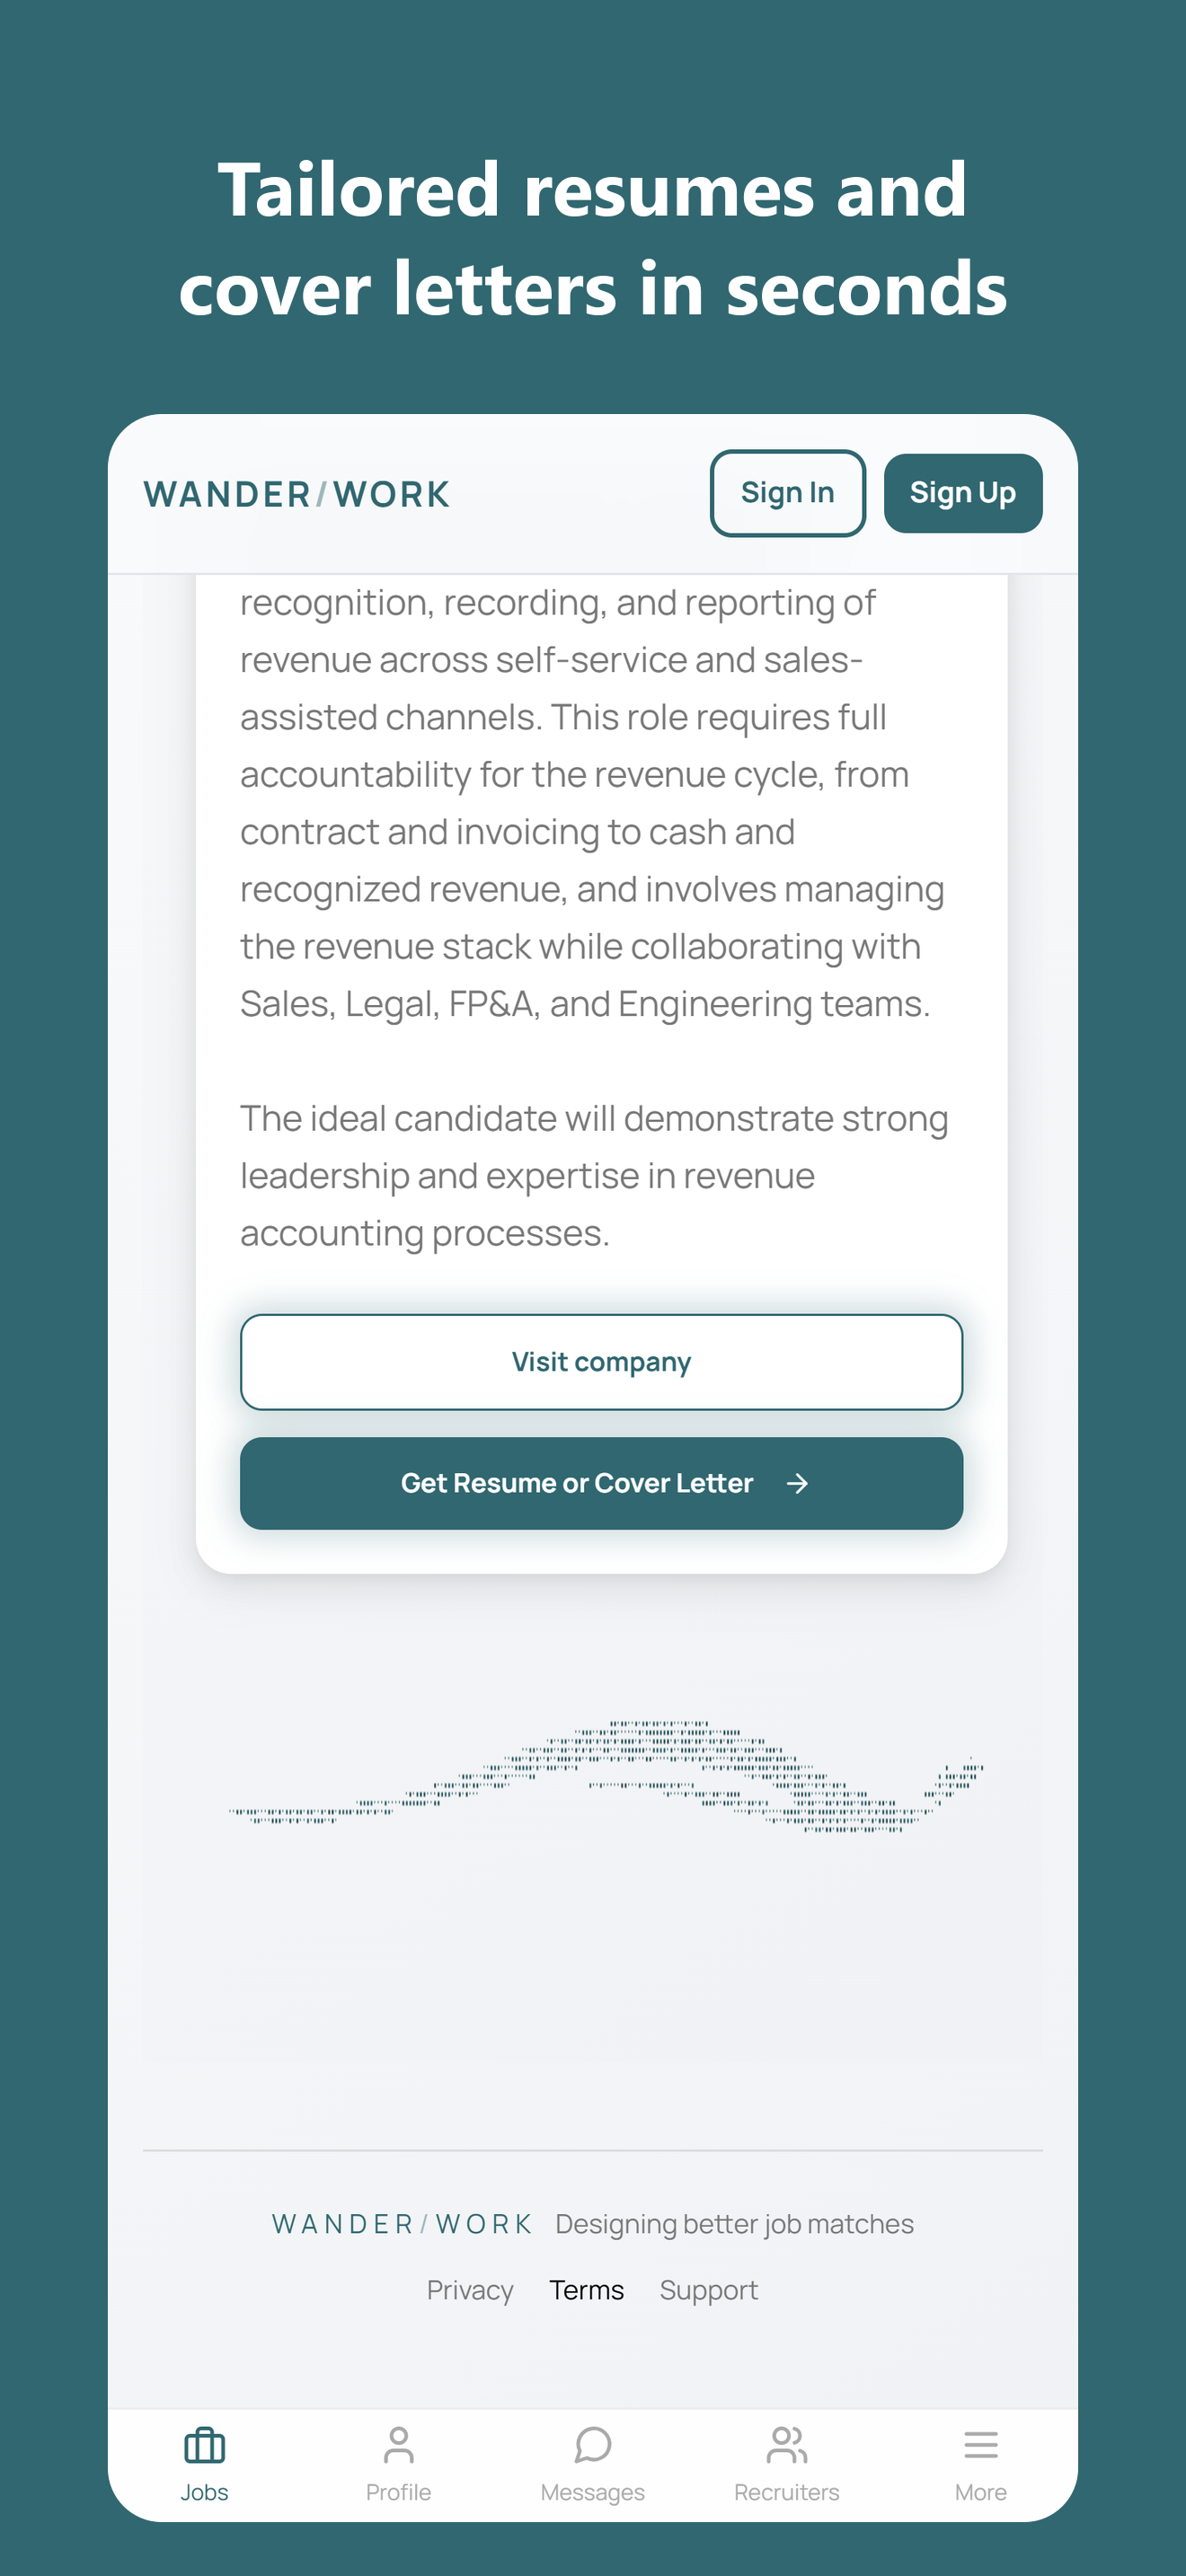 Tailored resumes and
cover letters in seconds
WANDER/WORK
Sign In
Sign Up
recognition, recording, and reporting of
revenue across self-service and sales-
assisted channels. This role requires full
accountability for the revenue cycle, from
contract and invoicing to cash and
recognized revenue, and involves managing
the revenue stack while collaborating with
Sales, Legal, FP&A, and Engineering teams.
The ideal candidate will demonstrate strong
leadership and expertise in revenue
accounting processes.
Visit company
Get Resume or Cover Letter →
WANDER/WORK Designing better job matches
Privacy Terms Support
Jobs Profile Messages Recruiters More